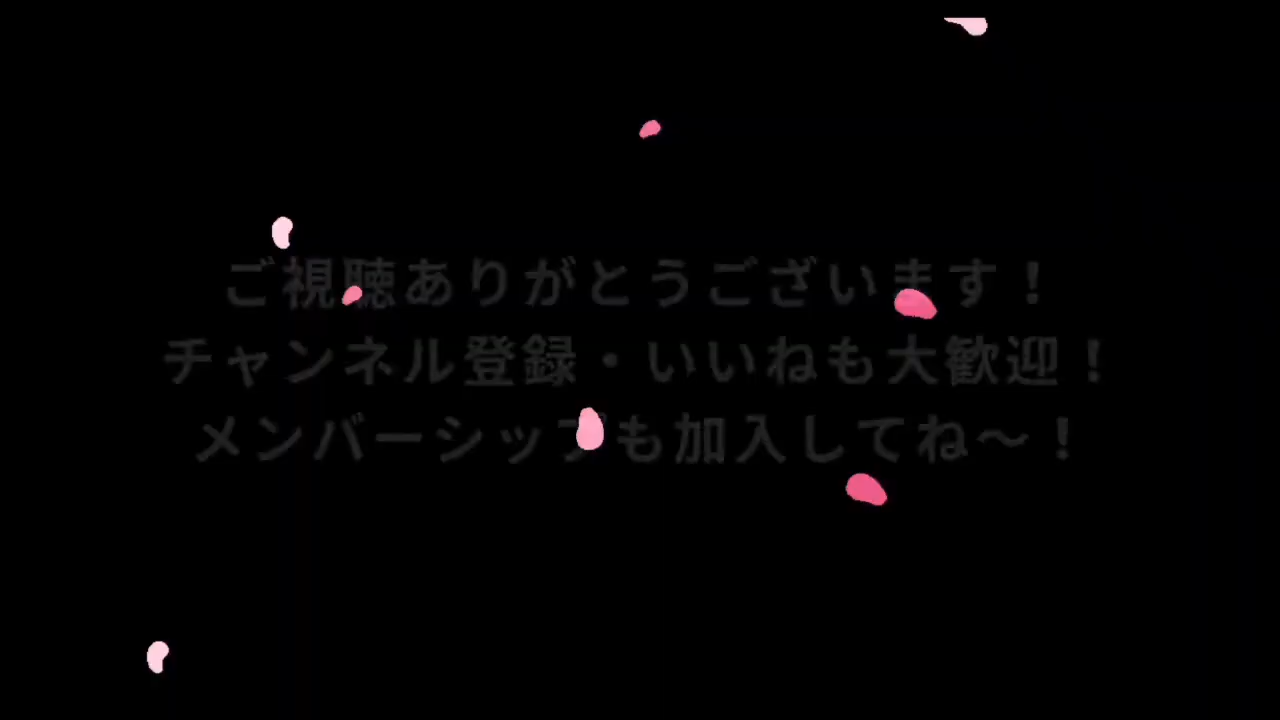 ご視聴ありがとうございます！
チャンネル登録・いいねも大歓迎！
メンバーシップも加入してね～！